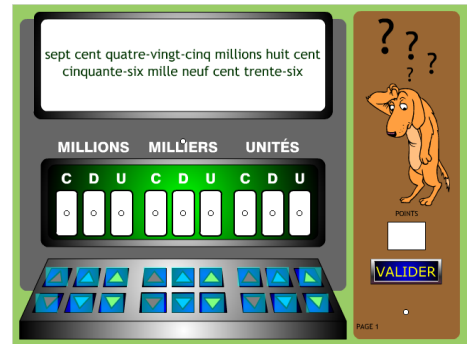 sept cent quatre-vingt-cinq millions huit cent
cinquante-six mille neuf cent trente-six
MILLIONS MILLIERS UNITÉS
C D U C D U C D U
? ? ?
POINTS
VALIDER
PAGE 1